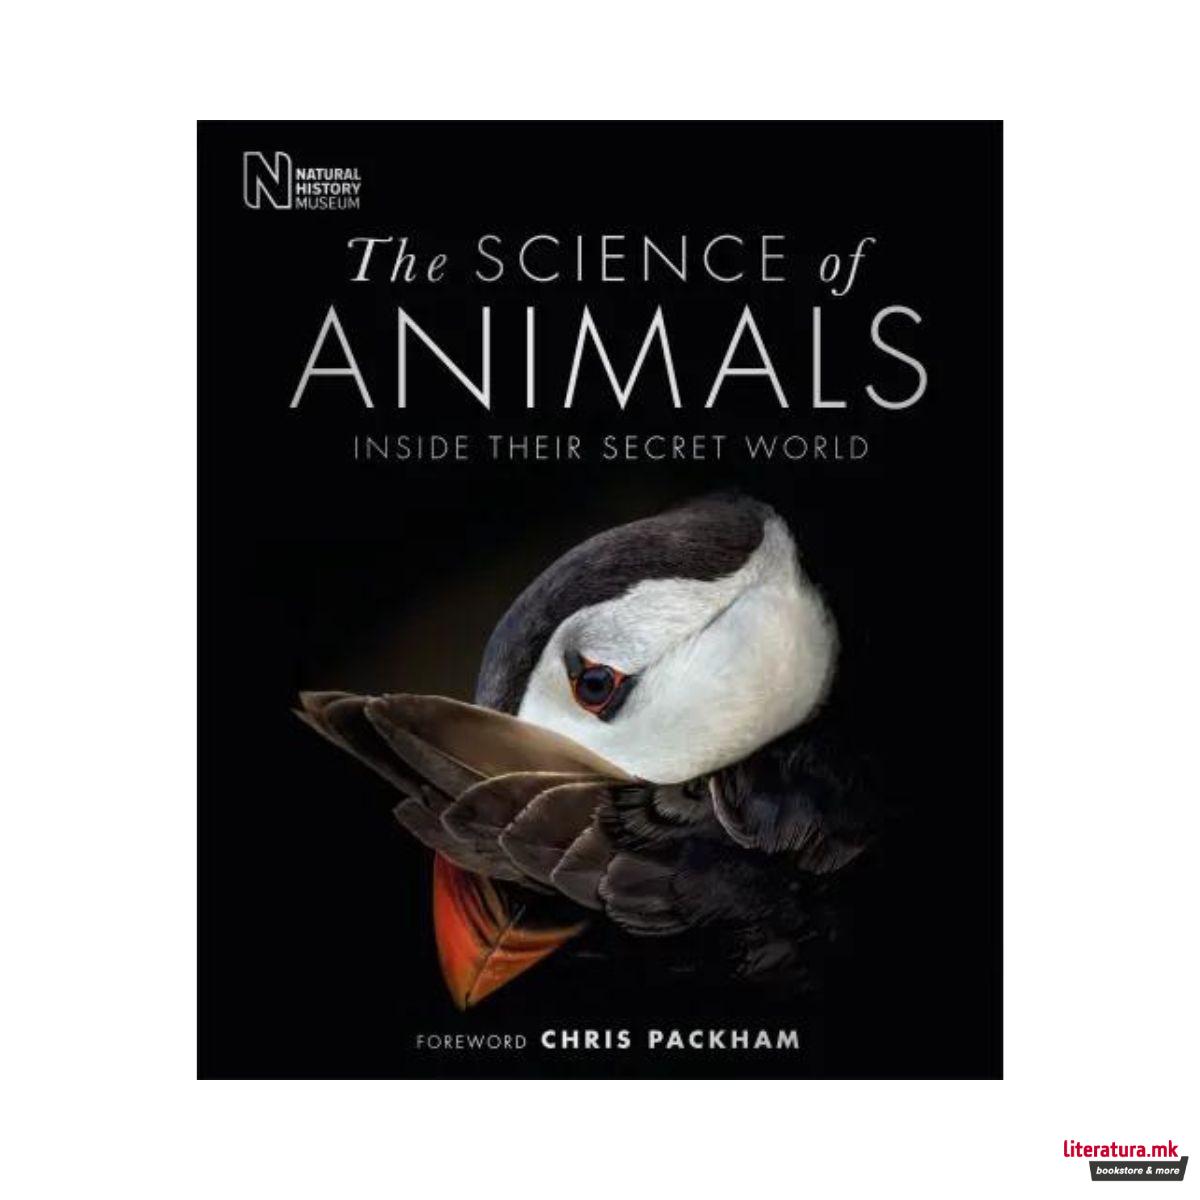 NATURAL
HISTORY
MUSEUM
The SCIENCE of
ANIMALS
INSIDE THEIR SECRET WORLD
FOREWORD CHRIS PACKHAM
literatura.mk
bookstore & more